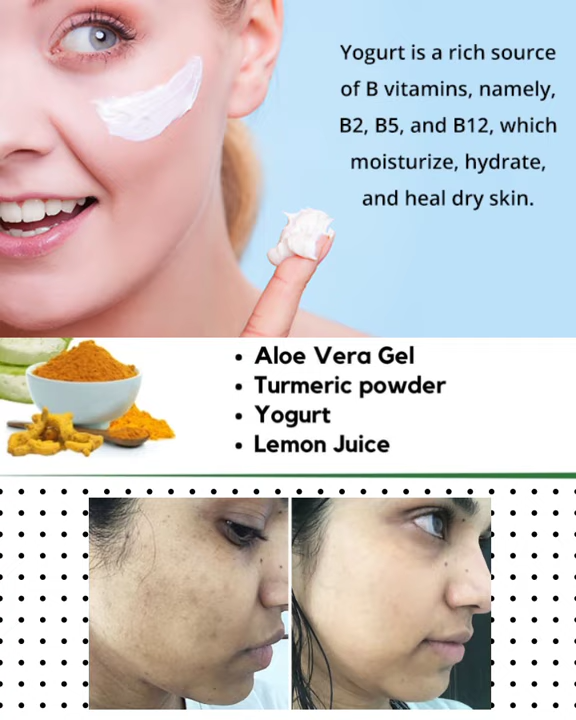 Yogurt is a rich source
of B vitamins, namely,
B2, B5, and B12, which
moisturize, hydrate,
and heal dry skin.
• Aloe Vera Gel
• Turmeric powder
• Yogurt
• Lemon Juice